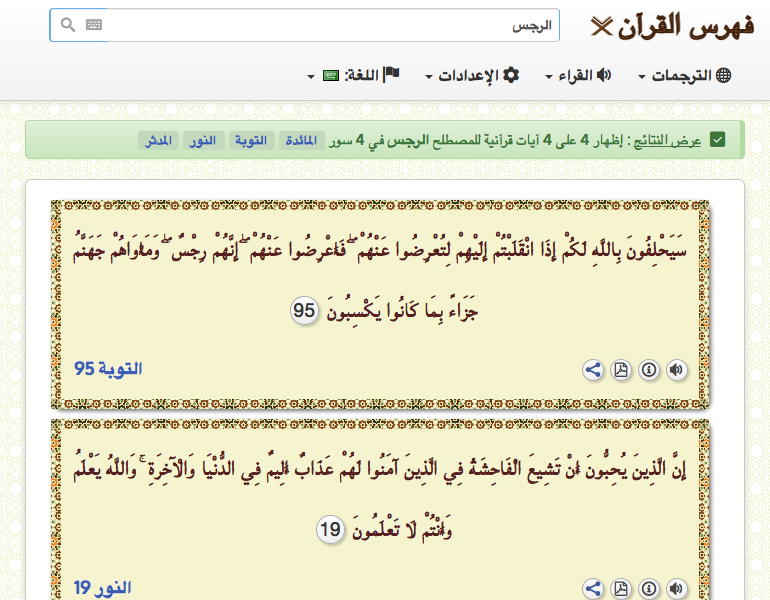 فهرس القرآن
الرجس
الترجمات القراء الإعدادات اللغة:
عرض النتائج : إظهار 4 على 4 آيات قرآنية للمصطلح الرجس في 4 سور المائدة التوبة النور المدثر
سَيَحْلِفُونَ بِاللَّهِ لَكُمْ إِذَا انْقَلَبْتُمْ إِلَيْهِمْ لِتُعْرِضُوا عَنْهُمْ ۖ فَأَعْرِضُوا عَنْهُمْ ۖ إِنَّهُمْ رِجْسٌ ۖ وَمَأْوَاهُمْ جَهَنَّمُ
جَزَاءً بِمَا كَانُوا يَكْسِبُونَ 95
التوبة 95
إِنَّ الَّذِينَ يُحِبُّونَ أَنْ تَشِيعَ الْفَاحِشَةُ فِي الَّذِينَ آمَنُوا لَهُمْ عَذَابٌ أَلِيمٌ فِي الدُّنْيَا وَالْآخِرَةِ ۚ وَاللَّهُ يَعْلَمُ
وَأَنْتُمْ لَا تَعْلَمُونَ 19
النور 19